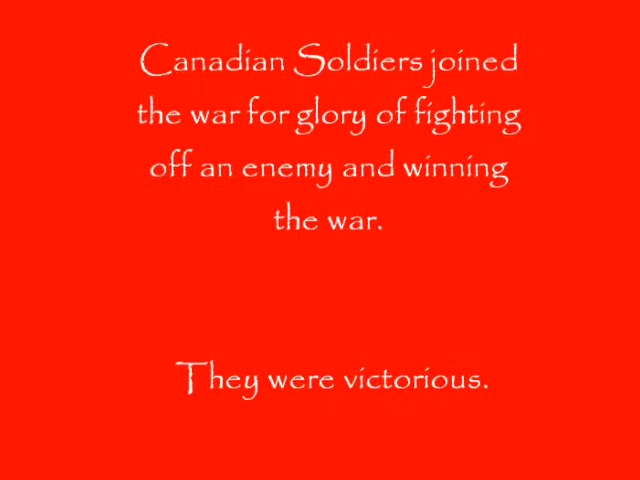 Canadian Soldiers joined
the war for glory of fighting
off an enemy and winning
the war.
They were victorious.